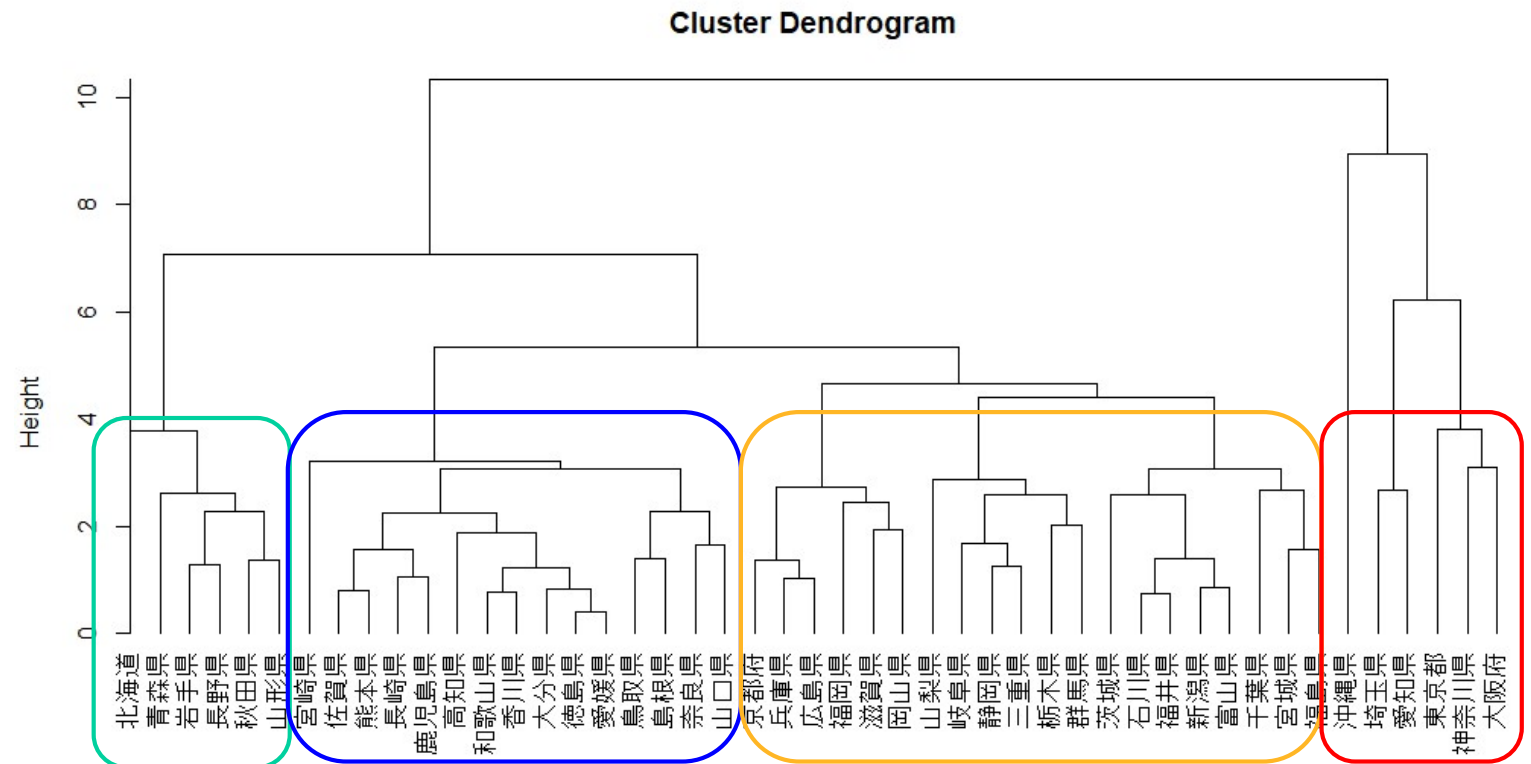 Cluster Dendrogram
Height
10
8
6
4
2
0
北海道
青森県
岩手県
長野県
秋田県
山形県
宮崎県
佐賀県
熊本県
長崎県
鹿児島県
高知県
和歌山県
香川県
大分県
徳島県
愛媛県
鳥取県
島根県
奈良県
山口県
京都府
兵庫県
広島県
福岡県
滋賀県
岡山県
山梨県
岐阜県
静岡県
三重県
栃木県
群馬県
茨城県
石川県
福井県
新潟県
富山県
千葉県
宮城県
福島県
沖縄県
埼玉県
愛知県
東京都
神奈川県
大阪府